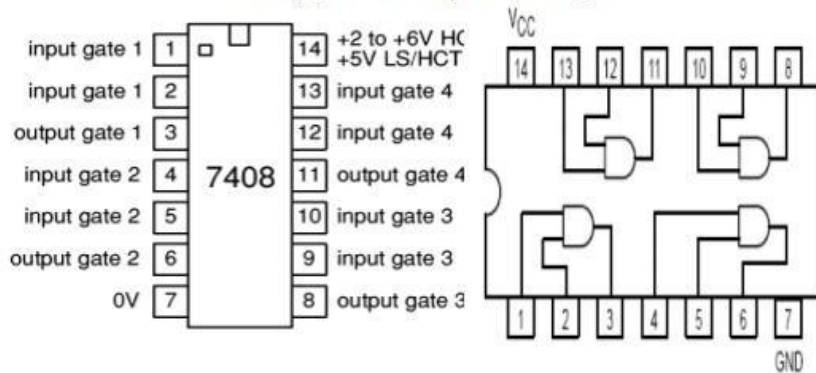 input gate 1 1 14 +2 to +6V HC
+5V LS/HCT
input gate 1 2 13 input gate 4
output gate 1 3 12 input gate 4
input gate 2 4 7408 11 output gate 4
input gate 2 5 10 input gate 3
output gate 2 6 9 input gate 3
0V 7 8 output gate 3
VCC
14 13 12 11 10 9 8
1 2 3 4 5 6 7
GND